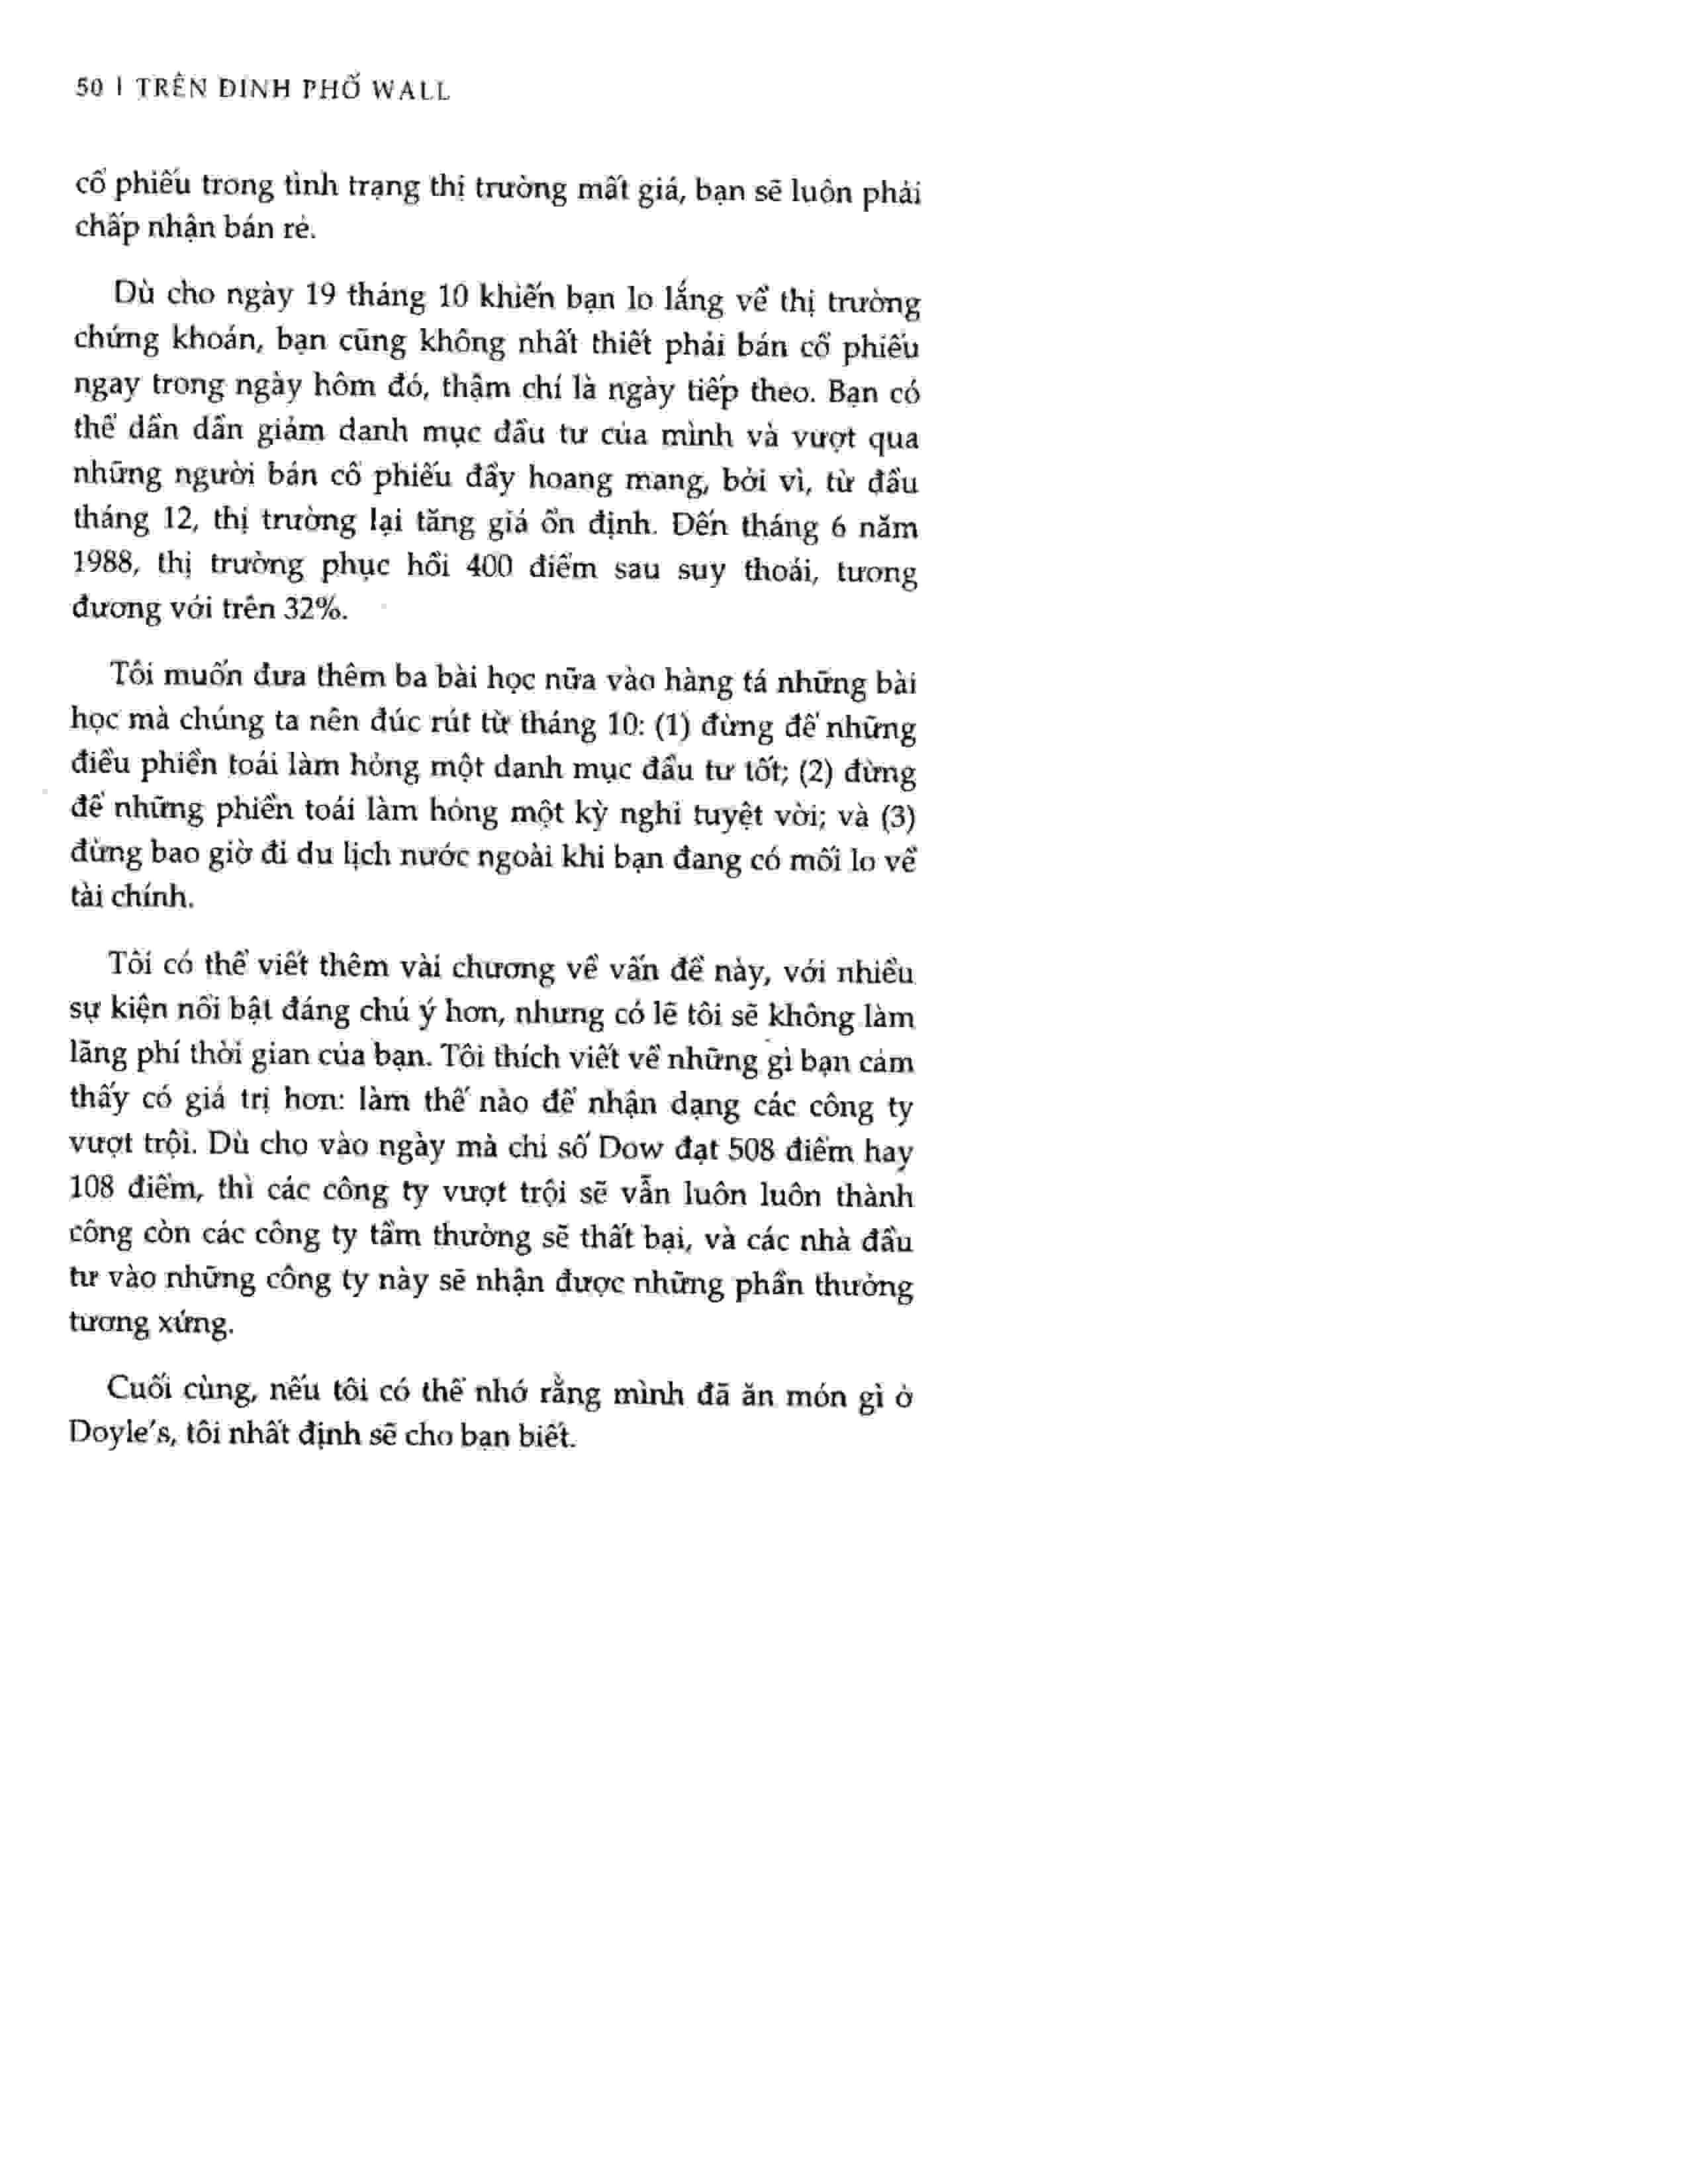 50 | TRÊN ĐỈNH PHỐ WALL
cổ phiếu trong tình trạng thị trường mất giá, bạn sẽ luôn phải
chấp nhận bán rẻ.
Dù cho ngày 19 tháng 10 khiến bạn lo lắng về thị trường
chứng khoán, bạn cũng không nhất thiết phải bán cổ phiếu
ngay trong ngày hôm đó, thậm chí là ngày tiếp theo. Bạn có
thể dần dần giảm danh mục đầu tư của mình và vượt qua
những người bán cổ phiếu đầy hoang mang, bởi vì, từ đầu
tháng 12, thị trường lại tăng giá ổn định. Đến tháng 6 năm
1988, thị trường phục hồi 400 điểm sau suy thoái, tương
đương với trên 32%.
Tôi muốn đưa thêm ba bài học nữa vào hàng tá những bài
học mà chúng ta nên đúc rút từ tháng 10: (1) đừng để những
điều phiền toái làm hỏng một danh mục đầu tư tốt; (2) đừng
để những phiền toái làm hỏng một kỳ nghỉ tuyệt vời; và (3)
đừng bao giờ đi du lịch nước ngoài khi bạn đang có mối lo về
tài chính.
Tôi có thể viết thêm vài chương về vấn đề này, với nhiều
sự kiện nổi bật đáng chú ý hơn, nhưng có lẽ tôi sẽ không làm
lãng phí thời gian của bạn. Tôi thích viết về những gì bạn cảm
thấy có giá trị hơn: làm thế nào để nhận dạng các công ty
vượt trội. Dù cho vào ngày mà chỉ số Dow đạt 508 điểm hay
108 điểm, thì các công ty vượt trội sẽ vẫn luôn luôn thành
công còn các công ty tầm thường sẽ thất bại, và các nhà đầu
tư vào những công ty này sẽ nhận được những phần thưởng
tương xứng.
Cuối cùng, nếu tôi có thể nhớ rằng mình đã ăn món gì ở
Doyle's, tôi nhất định sẽ cho bạn biết.